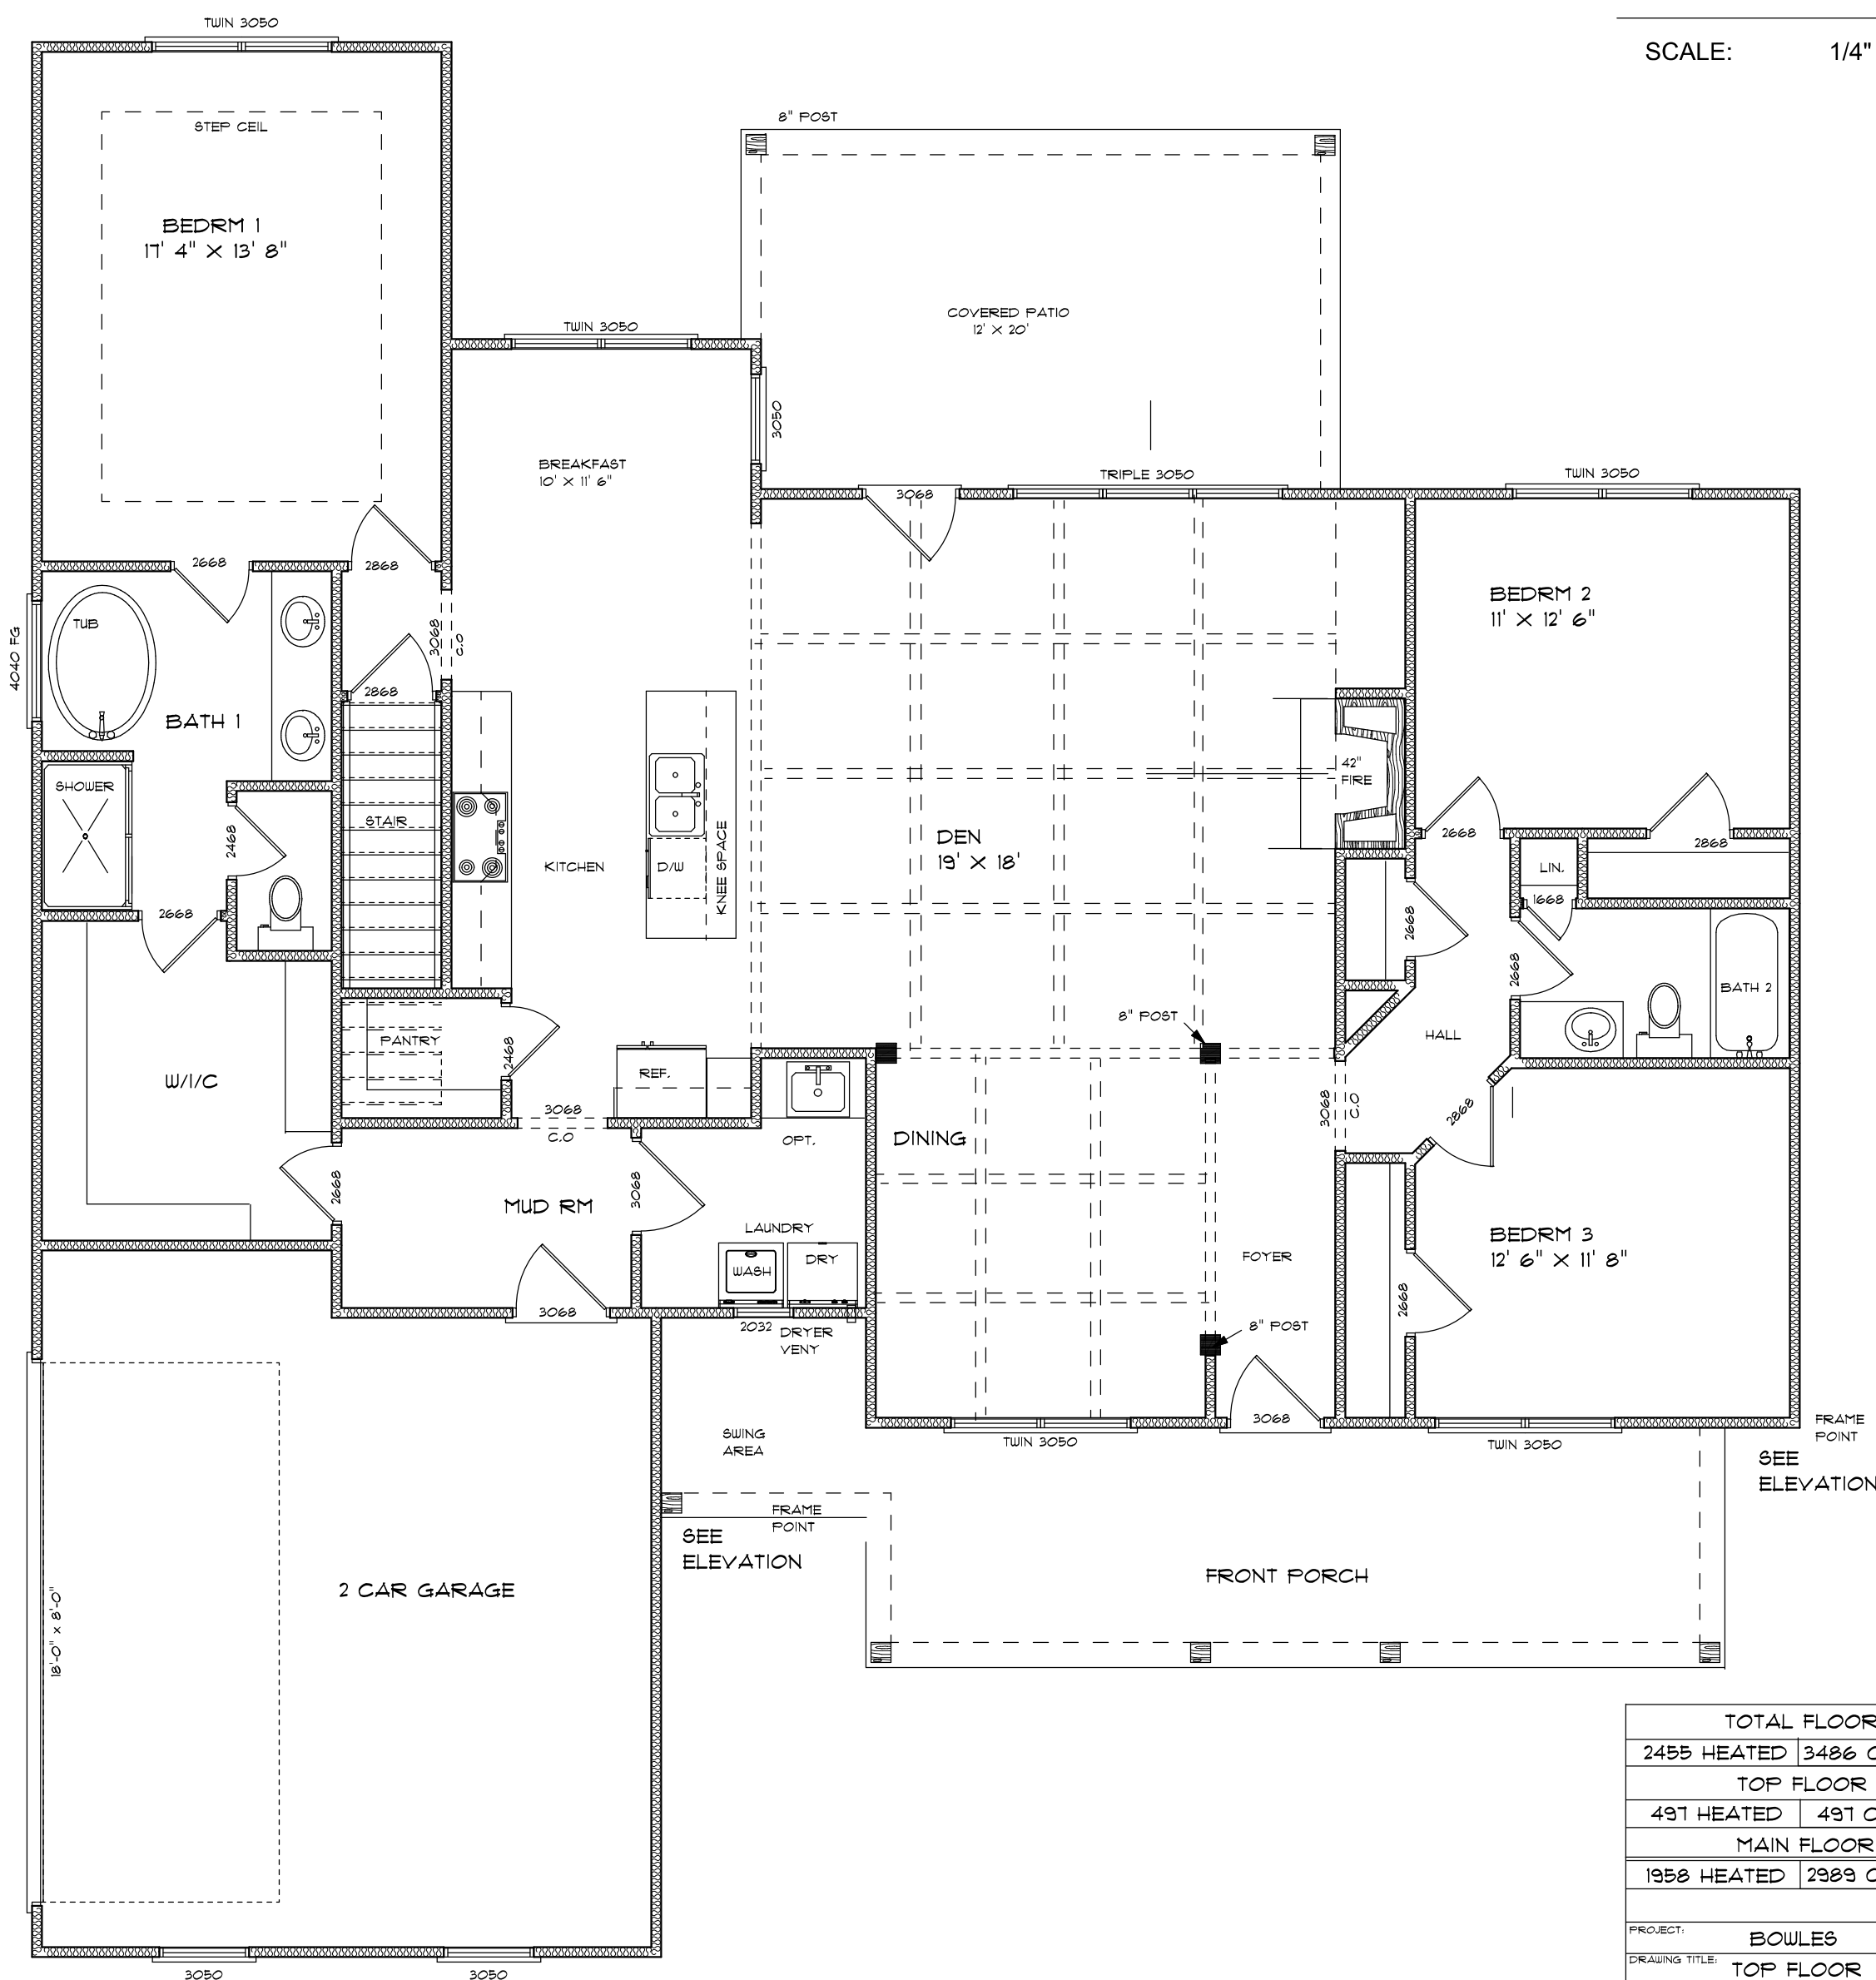 TWIN 3050
SCALE: 1/4"
STEP CEIL
8" POST
BEDRM 1
17' 4" X 13' 8"
COVERED PATIO
12' X 20'
TWIN 3050
3050
BREAKFAST
10' X 11' 6"
3068
TRIPLE 3050
TWIN 3050
2668
2868
BEDRM 2
11' X 12' 6"
TUB
4040 FG
3068
C.O
2868
BATH 1
SHOWER
STAIR
2468
KITCHEN
D/W
KNEE SPACE
DEN
19' X 18'
42"
FIRE
2668
2868
LIN.
1668
2668
2668
2668
BATH 2
8" POST
HALL
PANTRY
2468
REF.
W/I/C
3068
C.O
OPT.
DINING
3068
C.O
2868
2668
MUD RM
3068
LAUNDRY
WASH
DRY
FOYER
BEDRM 3
12' 6" X 11' 8"
2668
3068
2032
DRYER
VENT
8" POST
3068
SWING
AREA
TWIN 3050
TWIN 3050
FRAME
POINT
SEE
ELEVATION
FRAME
POINT
SEE
ELEVATION
FRONT PORCH
2 CAR GARAGE
18'-0" x 8'-0"
TOTAL FLOOR
2455 HEATED 3486
TOP FLOOR
497 HEATED 497
MAIN FLOOR
1958 HEATED 2989
PROJECT: BOWLES
DRAWING TITLE: TOP FLOOR
3050
3050